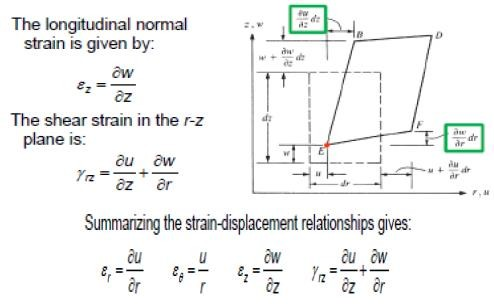 The longitudinal normal
strain is given by:
ε_z = ∂w/∂z
The shear strain in the r-z
plane is:
γ_rz = ∂u/∂z + ∂w/∂r
z, w
∂u/∂z dz
B
D
w + ∂w/∂z dz
dz
w
E
F
∂w/∂r dr
u
dr
u + ∂u/∂r dr
r, u
Summarizing the strain-displacement relationships gives:
ε_r = ∂u/∂r ε_θ = u/r ε_z = ∂w/∂z γ_rz = ∂u/∂z + ∂w/∂r